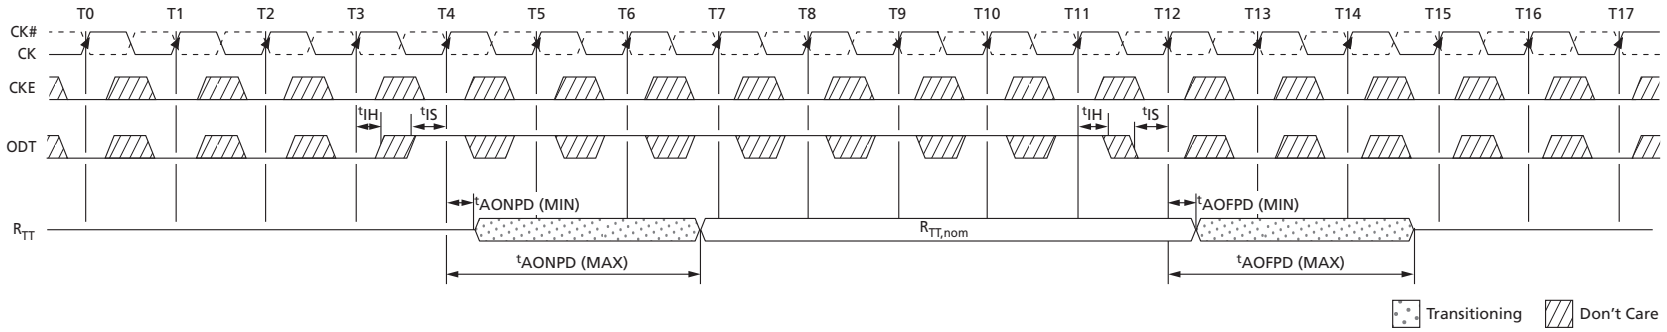 T0 T1 T2 T3 T4 T5 T6 T7 T8 T9 T10 T11 T12 T13 T14 T15 T16 T17
CK#
CK
CKE
tIH tIS tIH tIS
ODT
tAONPD (MIN) tAOFPD (MIN)
RTT RTT,nom
tAONPD (MAX) tAOFPD (MAX)
Transitioning Don't Care